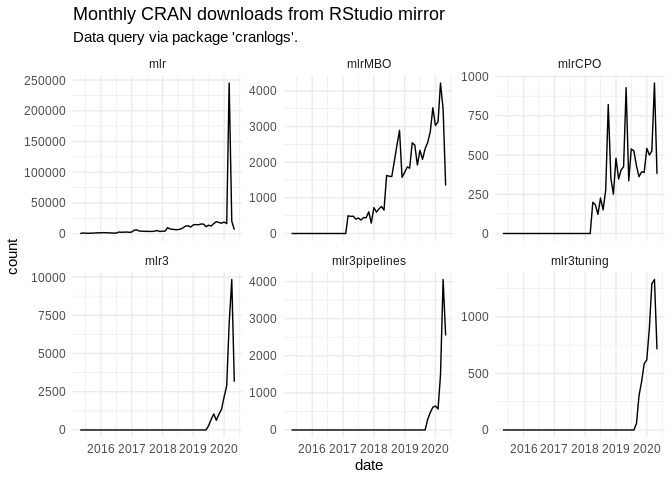 Monthly CRAN downloads from RStudio mirror
Data query via package 'cranlogs'.
mlr
mlrMBO
mlrCPO
250000
200000
150000
100000
50000
0
4000
3000
2000
1000
0
1000
750
500
250
0
count
mlr3
mlr3pipelines
mlr3tuning
10000
7500
5000
2500
0
4000
3000
2000
1000
0
1000
500
0
2016 2017 2018 2019 2020
2016 2017 2018 2019 2020
2016 2017 2018 2019 2020
date